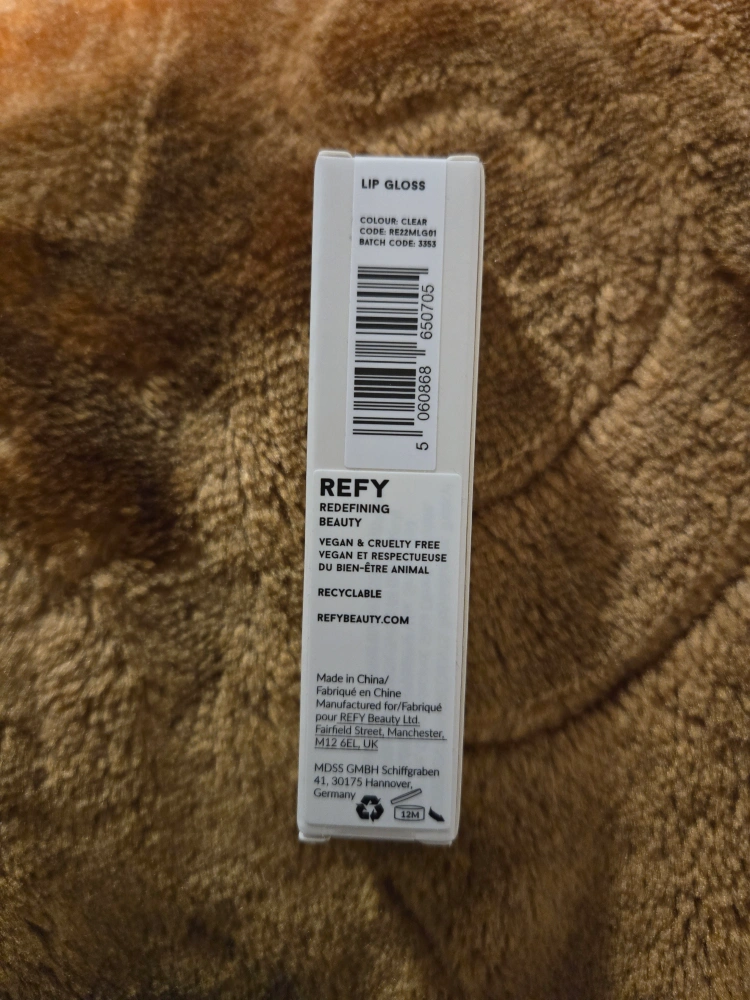 LIP GLOSS
COLOUR: CLEAR
CODE: RE22MLG01
BATCH CODE: 3353
5 060868 650705
REFY
REDEFINING
BEAUTY
VEGAN & CRUELTY FREE
VEGAN ET RESPECTUEUSE
DU BIEN-ÊTRE ANIMAL
RECYCLABLE
REFYBEAUTY.COM
Made in China/
Fabriqué en Chine
Manufactured for/Fabriqué
pour REFY Beauty Ltd.
Fairfield Street, Manchester,
M12 6EL, UK
MDSS GMBH Schiffgraben
41, 30175 Hannover,
Germany
12M